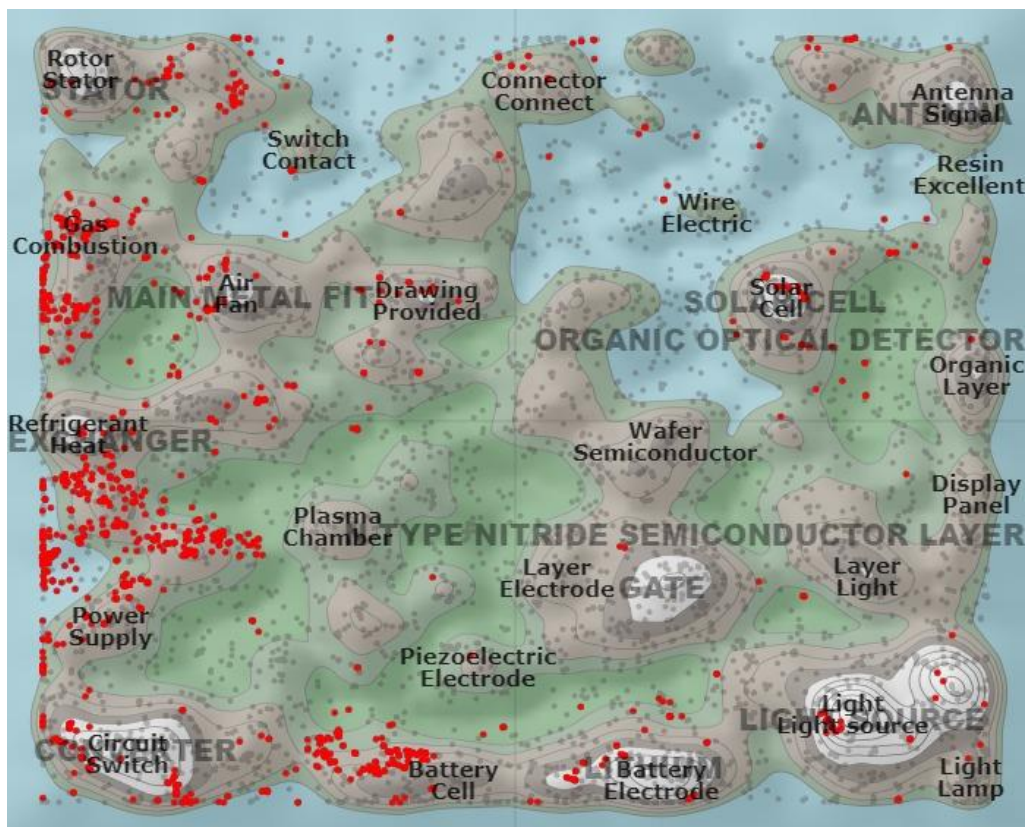 Rotor
Stator
STATOR
Connector
Connect
Antenna
Signal
ANTENNA
Switch
Contact
Resin
Excellent
Wire
Electric
Gas
Combustion
Air
Fan
MAIN METAL FIT
Drawing
Provided
Solar
Cell
SOLAR CELL
ORGANIC OPTICAL DETECTOR
Organic
Layer
Refrigerant
Heat
EXCHANGER
Wafer
Semiconductor
Display
Panel
Plasma
Chamber
TYPE NITRIDE SEMICONDUCTOR LAYER
Layer
Electrode
GATE
Layer
Light
Power
Supply
Piezoelectric
Electrode
Light
Light source
LIGHT SOURCE
Circuit
Switch
CONVERTER
Battery
Cell
LITHIUM
Battery
Electrode
Light
Lamp